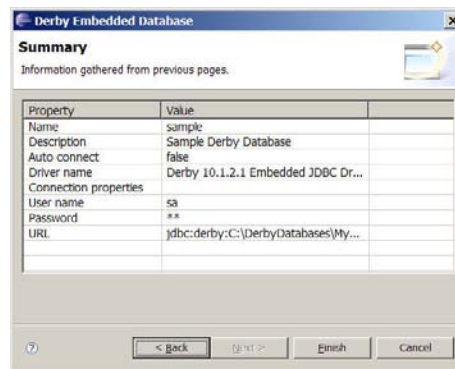 Derby Embedded Database
Summary
Information gathered from previous pages.
Property Value
Name sample
Description Sample Derby Database
Auto connect false
Driver name Derby 10.1.2.1 Embedded JDBC Dr...
Connection properties
User name sa
Password **
URL jdbc:derby:C:\DerbyDatabases\My...
< Back Next > Finish Cancel